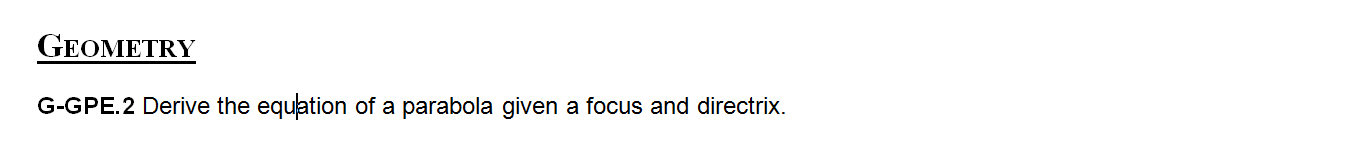 GEOMETRY
G-GPE.2 Derive the equation of a parabola given a focus and directrix.